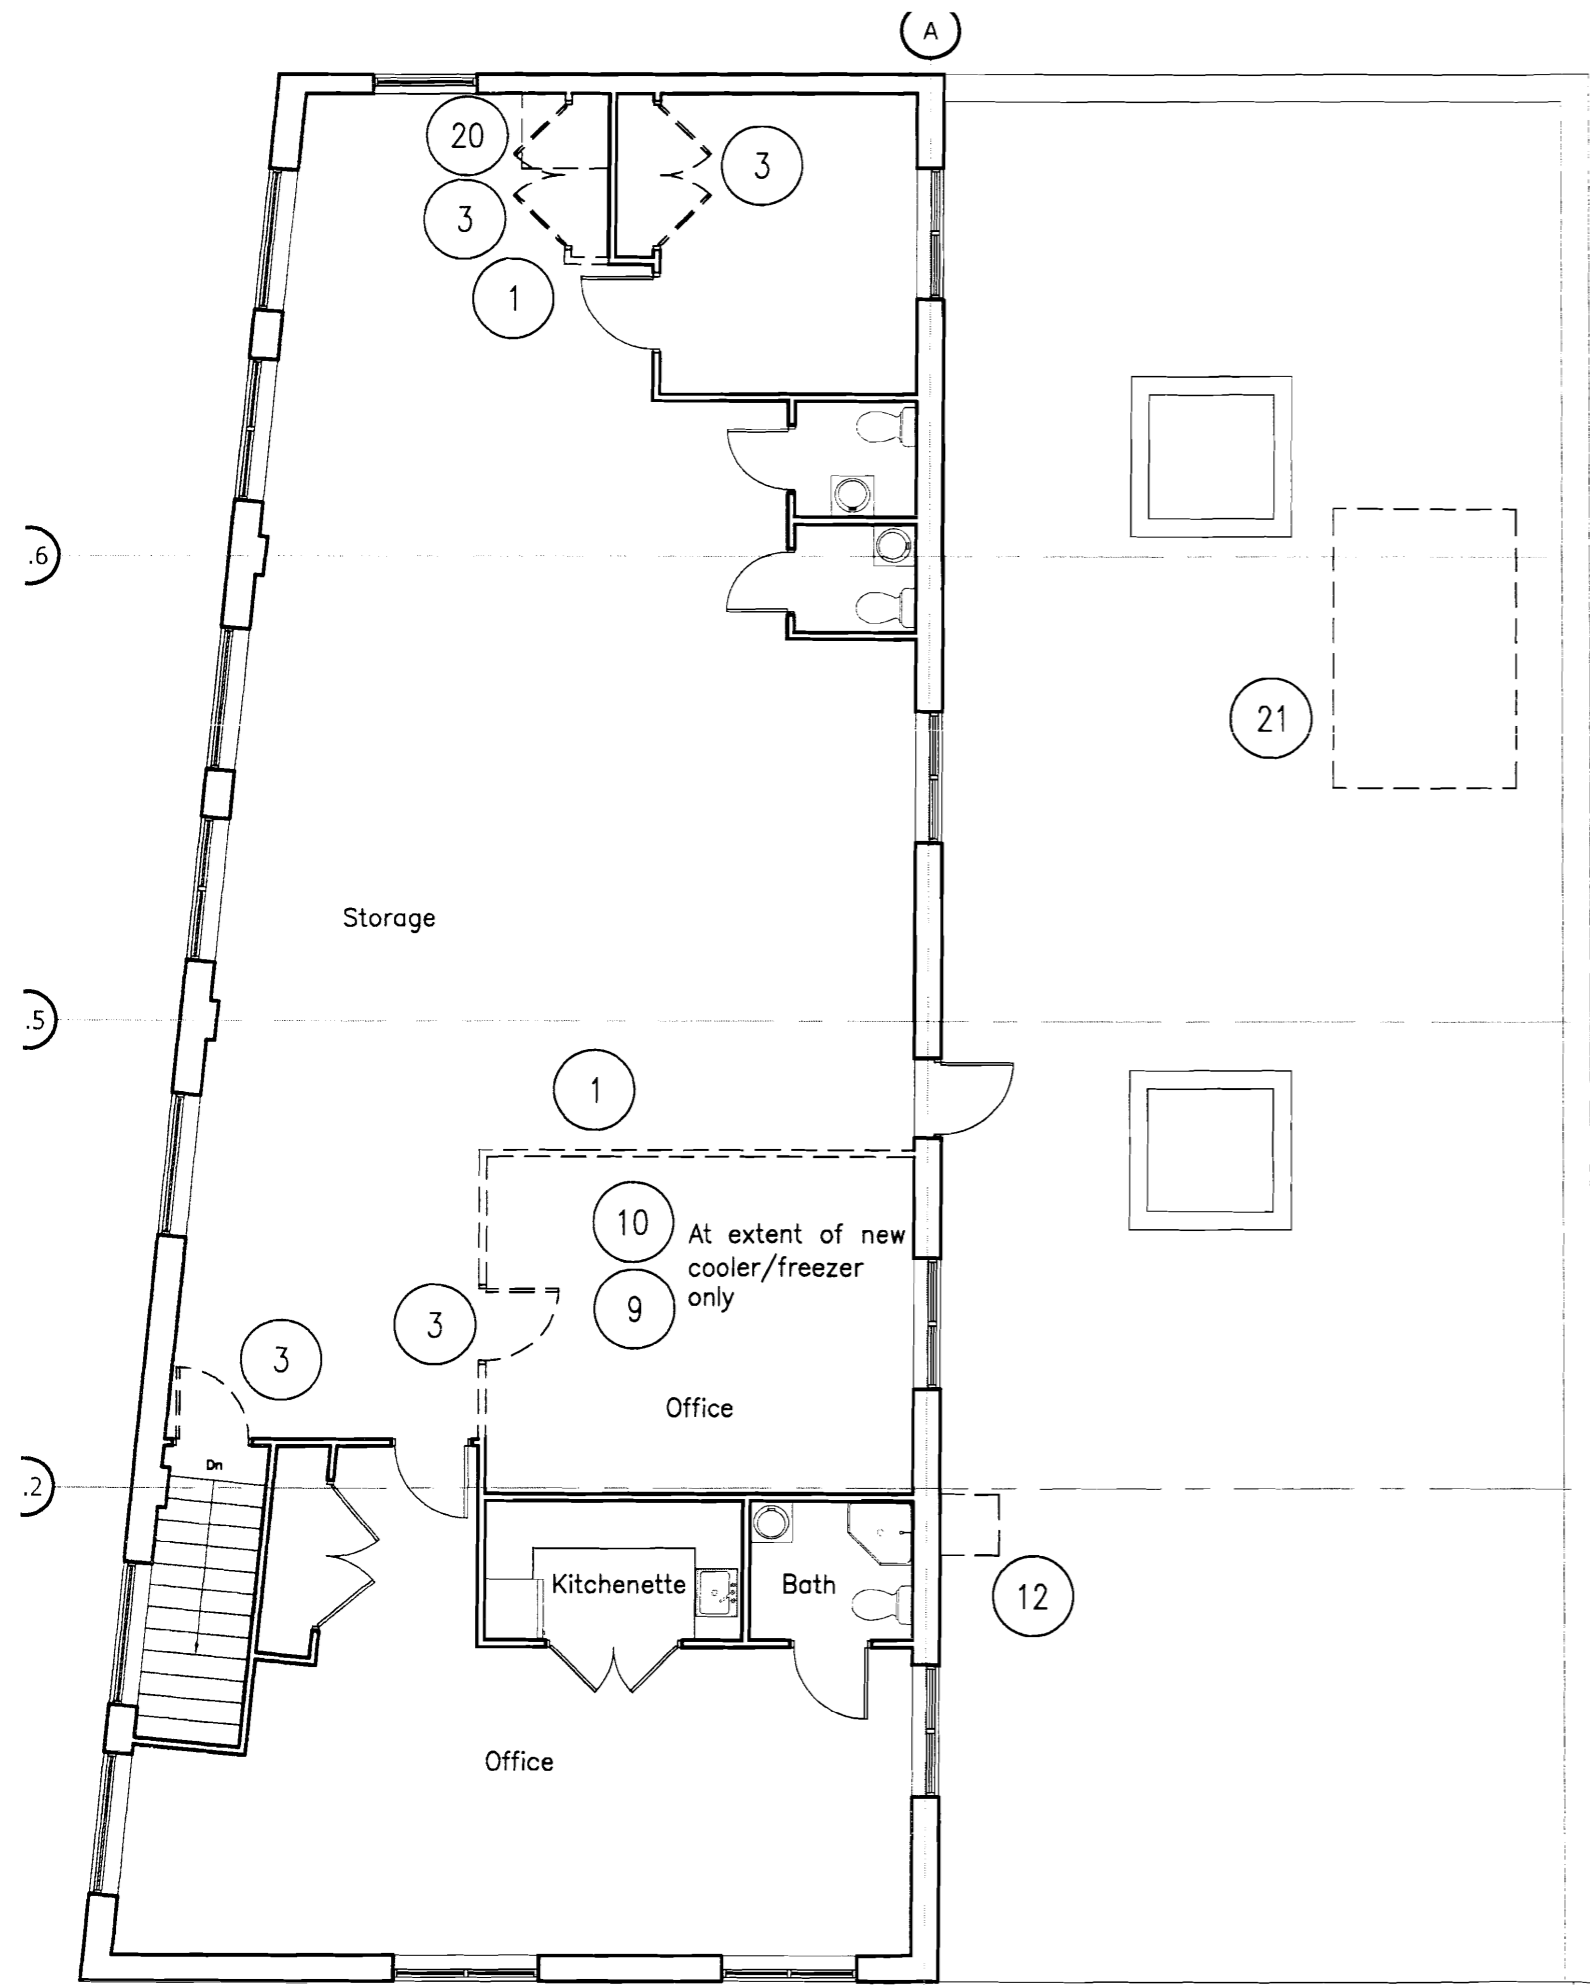 A
20
3
3
1
.6
21
Storage
.5
1
10
At extent of new
cooler/freezer
only
9
3
3
Office
Dn
.2
Kitchenette
Bath
12
Office